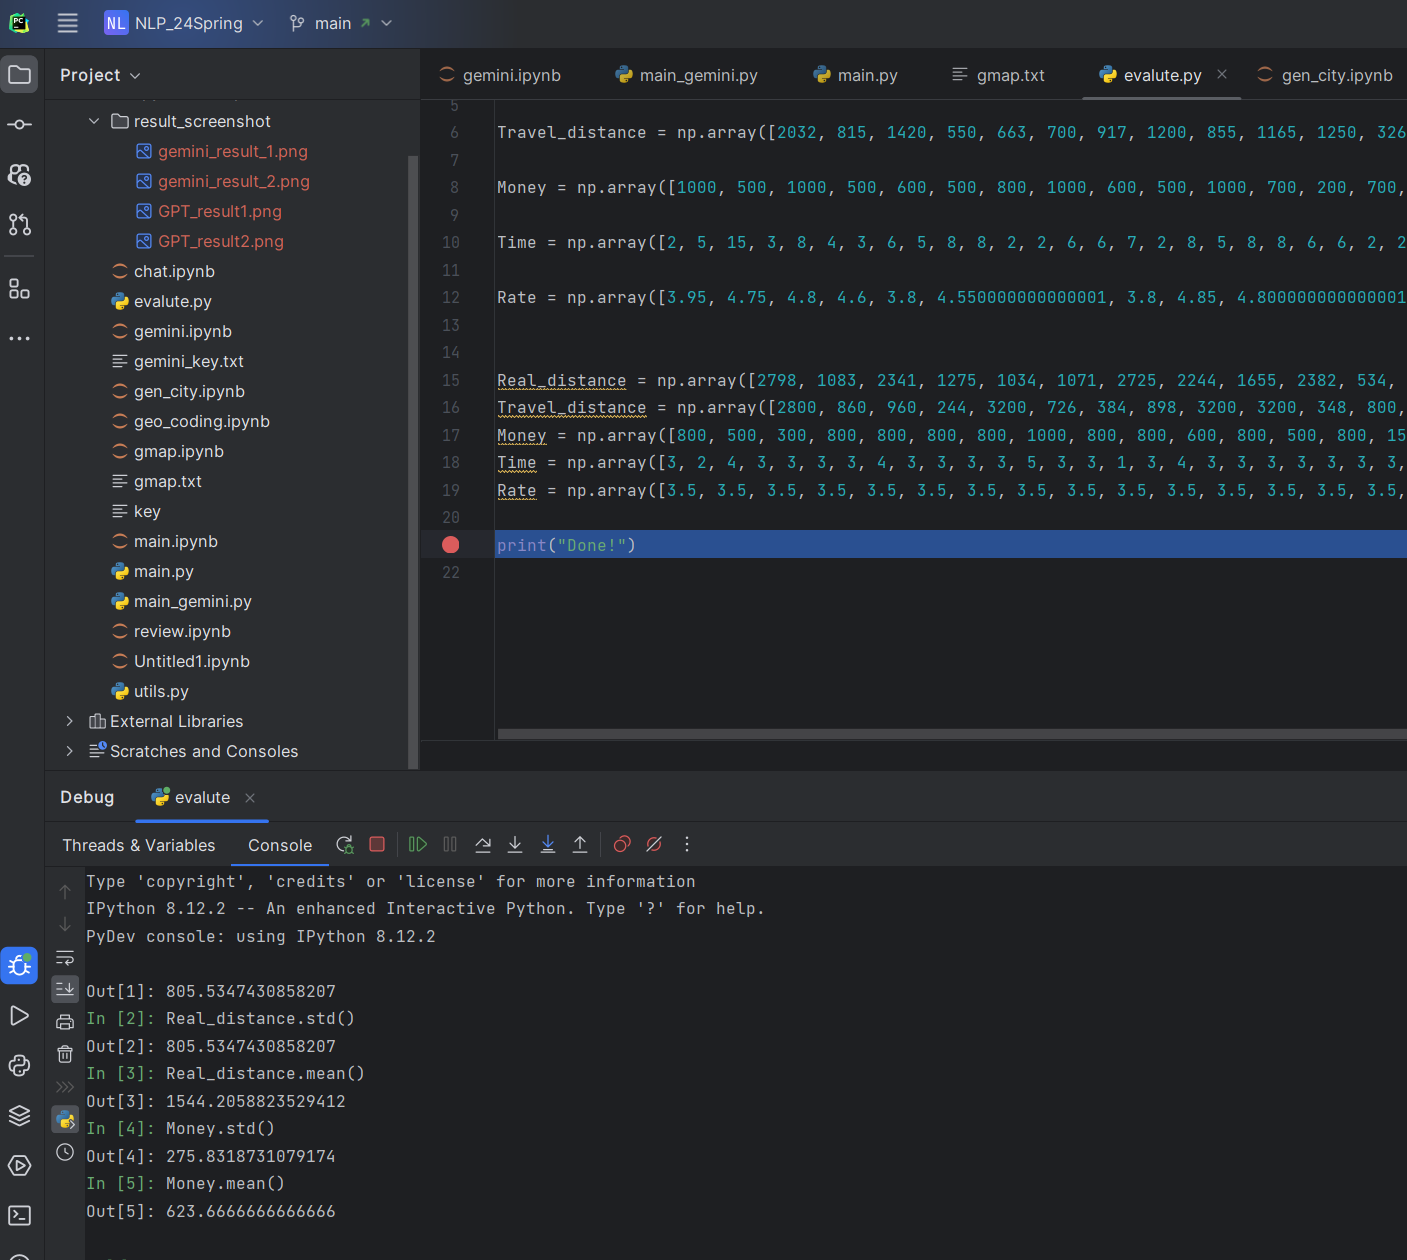 NL NLP_24Spring main
Project
gemini.ipynb main_gemini.py main.py gmap.txt evalute.py gen_city.ipynb
result_screenshot
gemini_result_1.png
gemini_result_2.png
GPT_result1.png
GPT_result2.png
chat.ipynb
evalute.py
gemini.ipynb
gemini_key.txt
gen_city.ipynb
geo_coding.ipynb
gmap.ipynb
gmap.txt
key
main.ipynb
main.py
main_gemini.py
review.ipynb
Untitled1.ipynb
utils.py
External Libraries
Scratches and Consoles
5
6 Travel_distance = np.array([2032, 815, 1420, 550, 663, 700, 917, 1200, 855, 1165, 1250, 326
7
8 Money = np.array([1000, 500, 1000, 500, 600, 500, 800, 1000, 600, 500, 1000, 700, 200, 700,
9
10 Time = np.array([2, 5, 15, 3, 8, 4, 3, 6, 5, 8, 8, 2, 2, 6, 6, 7, 2, 8, 5, 8, 8, 6, 6, 2, 2
11
12 Rate = np.array([3.95, 4.75, 4.8, 4.6, 3.8, 4.550000000000001, 3.8, 4.85, 4.800000000000001
13
14
15 Real_distance = np.array([2798, 1083, 2341, 1275, 1034, 1071, 2725, 2244, 1655, 2382, 534,
16 Travel_distance = np.array([2800, 860, 960, 244, 3200, 726, 384, 898, 3200, 3200, 348, 800,
17 Money = np.array([800, 500, 300, 800, 800, 800, 800, 1000, 800, 800, 600, 800, 500, 800, 15
18 Time = np.array([3, 2, 4, 3, 3, 3, 3, 4, 3, 3, 3, 3, 5, 3, 3, 1, 3, 4, 3, 3, 3, 3, 3, 3, 3,
19 Rate = np.array([3.5, 3.5, 3.5, 3.5, 3.5, 3.5, 3.5, 3.5, 3.5, 3.5, 3.5, 3.5, 3.5, 3.5, 3.5,
20
print("Done!")
22
Debug evalute
Threads & Variables Console
Type 'copyright', 'credits' or 'license' for more information
IPython 8.12.2 -- An enhanced Interactive Python. Type '?' for help.
PyDev console: using IPython 8.12.2
Out[1]: 805.5347430858207
In [2]: Real_distance.std()
Out[2]: 805.5347430858207
In [3]: Real_distance.mean()
Out[3]: 1544.2058823529412
In [4]: Money.std()
Out[4]: 275.8318731079174
In [5]: Money.mean()
Out[5]: 623.6666666666666